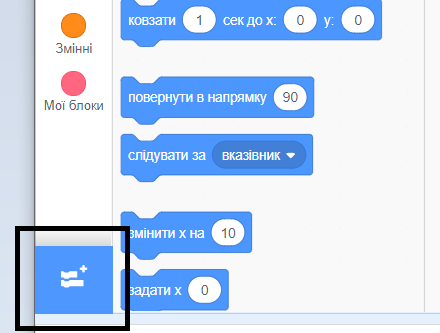 ковзати 1 сек до x: 0 y: 0
Змінні
повернути в напрямку 90
Мої блоки
слідувати за вказівник
змінити x на 10
задати x 0